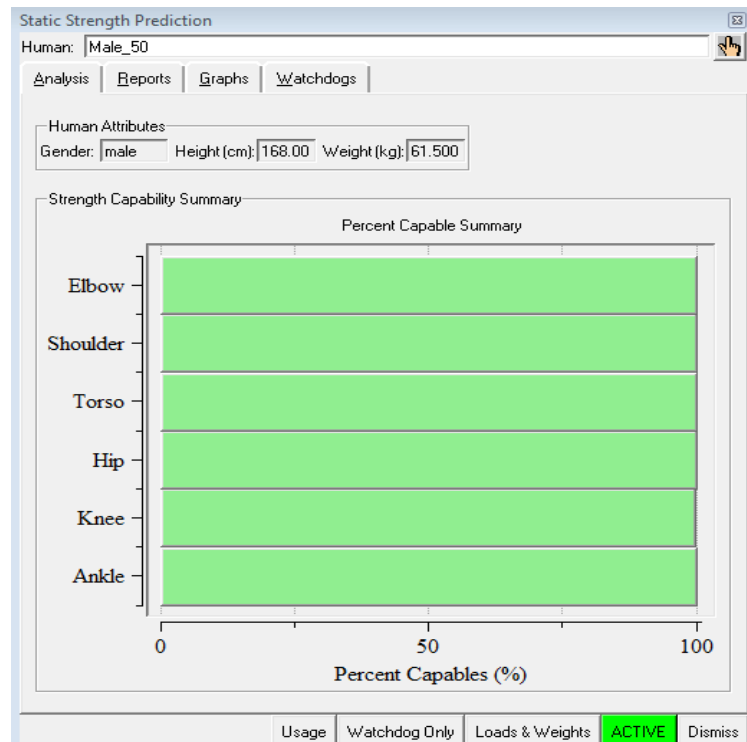 Static Strength Prediction
Human: Male_50
Analysis Reports Graphs Watchdogs
Human Attributes
Gender: male Height (cm): 168.00 Weight (kg): 61.500
Strength Capability Summary
Percent Capable Summary
Elbow
Shoulder
Torso
Hip
Knee
Ankle
0 50 100
Percent Capables (%)
Usage Watchdog Only Loads & Weights ACTIVE Dismiss